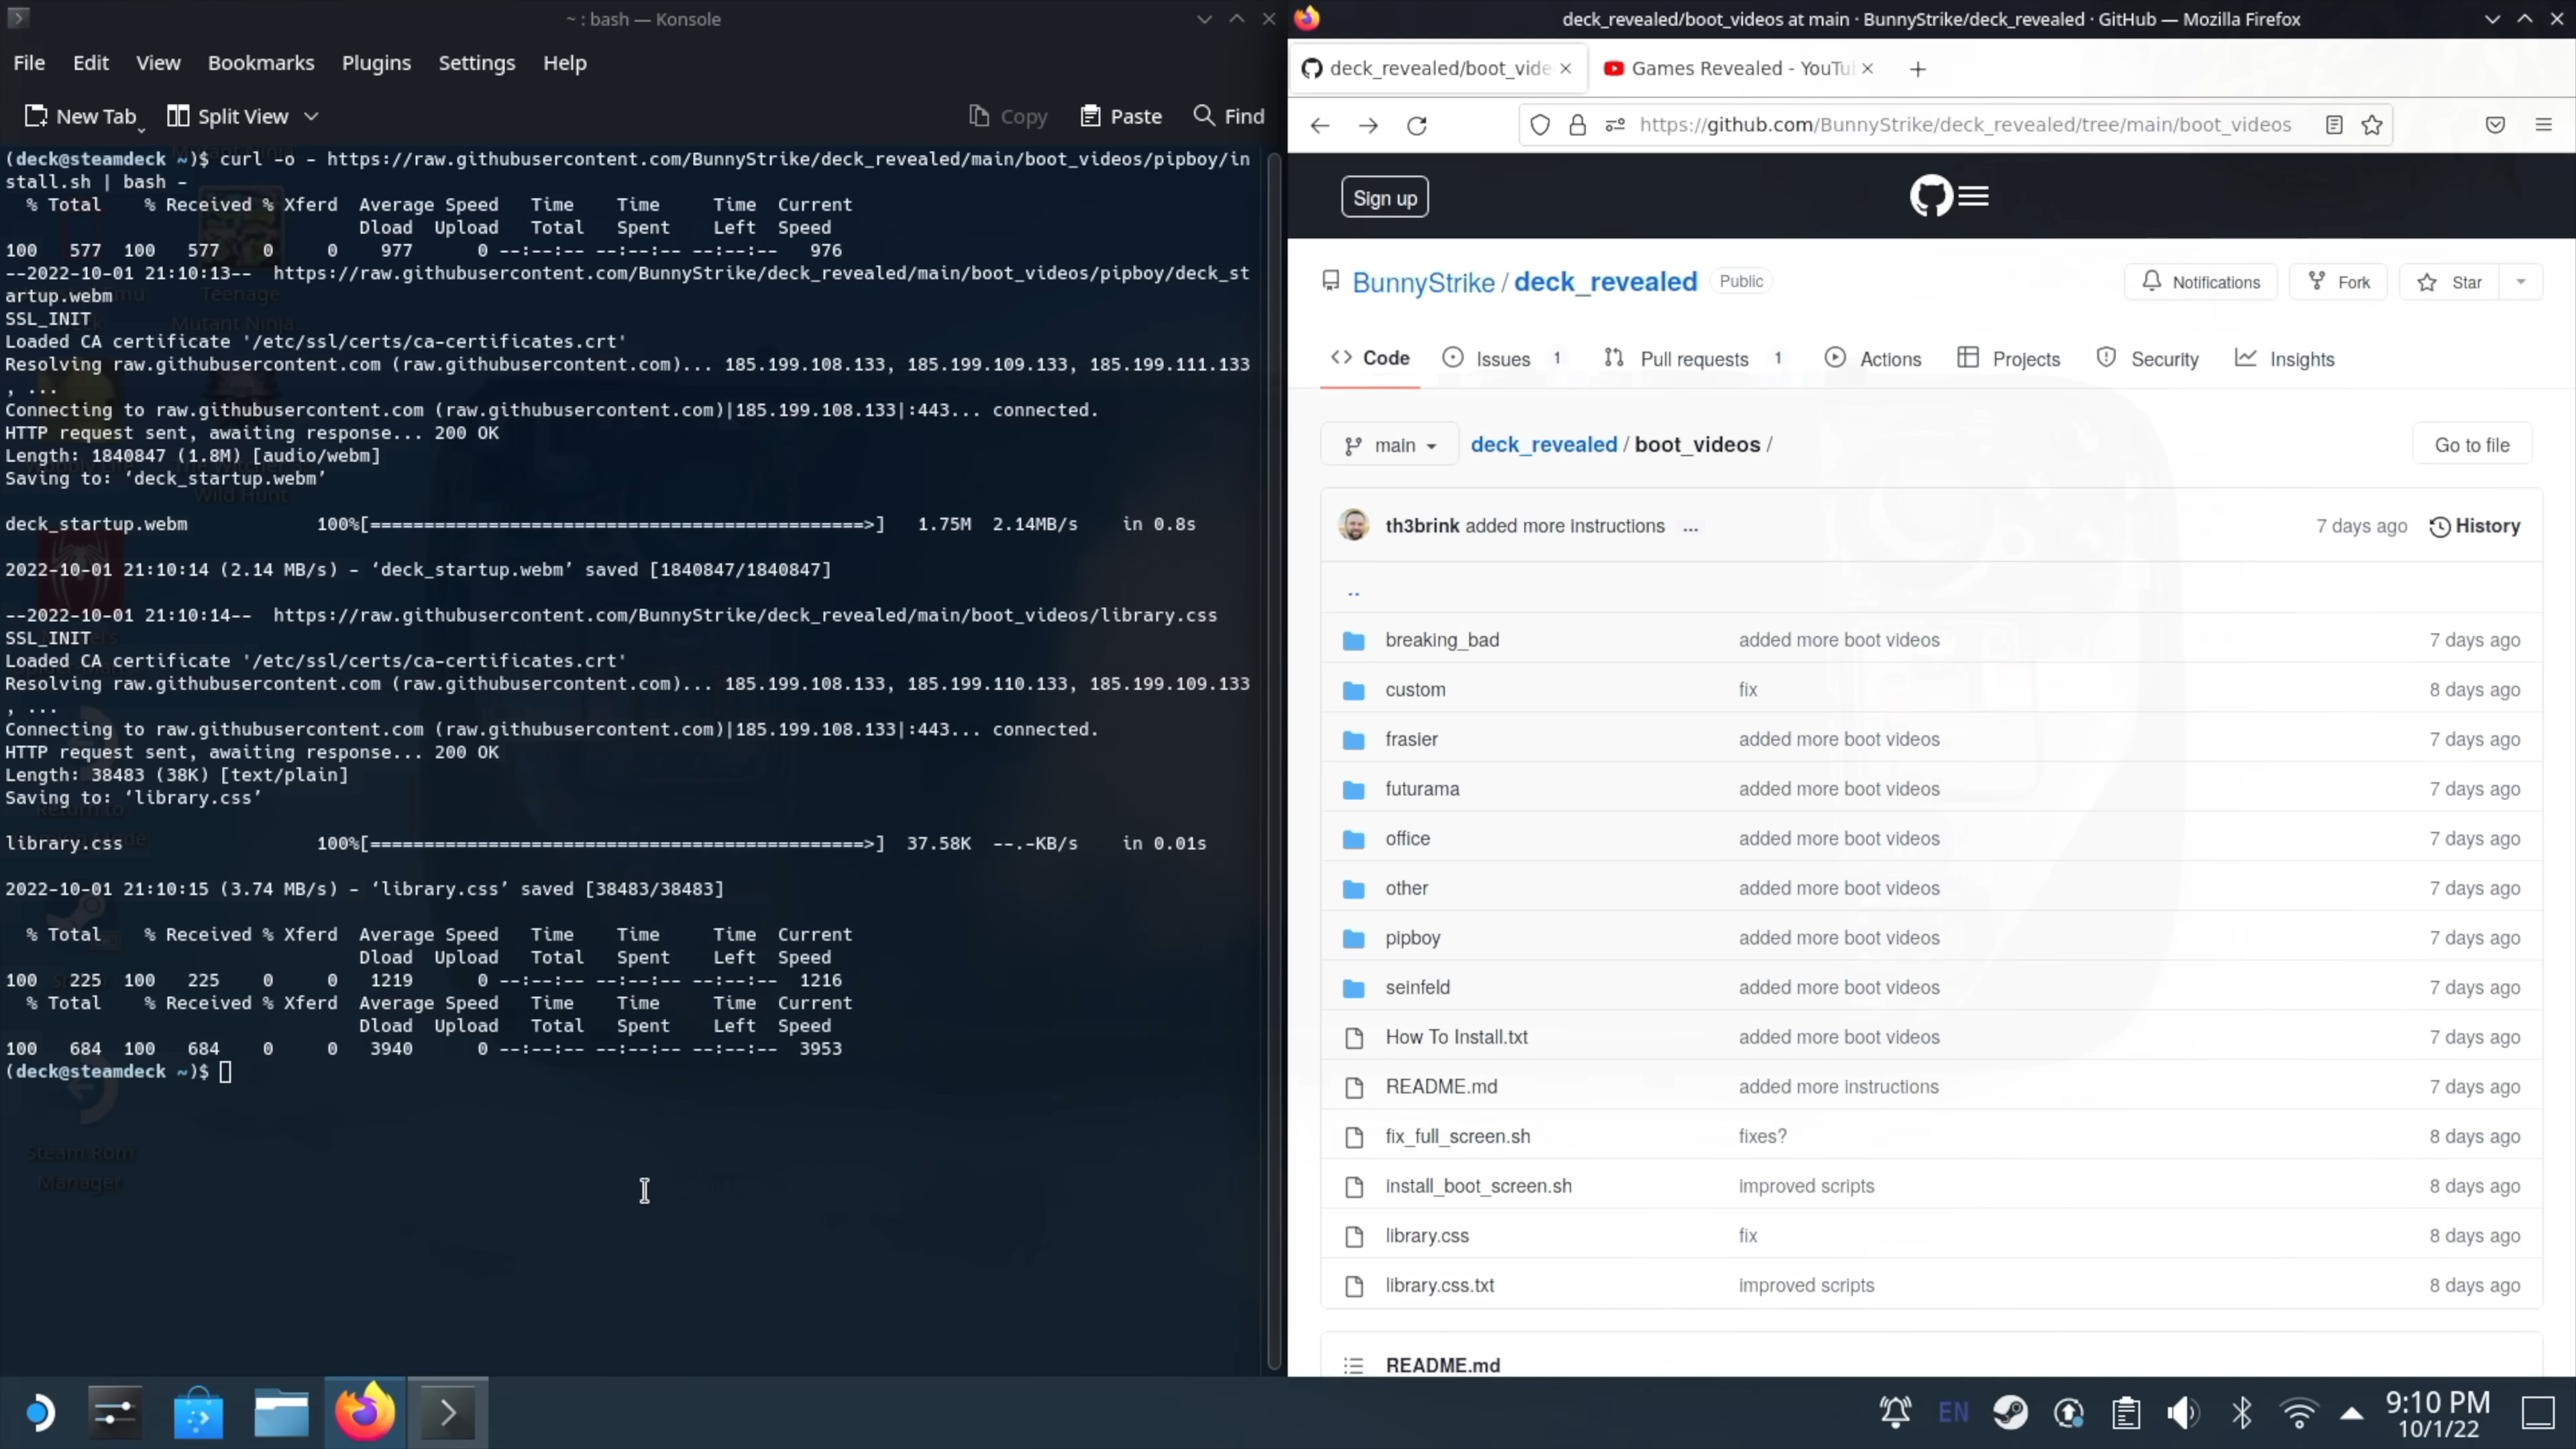 ~ : bash — Konsole
File Edit View Bookmarks Plugins Settings Help
New Tab Split View Copy Paste Find
(deck@steamdeck ~)$ curl -o - https://raw.githubusercontent.com/BunnyStrike/deck_revealed/main/boot_videos/pipboy/in
stall.sh | bash -
% Total % Received % Xferd Average Speed Time Time Time Current
Dload Upload Total Spent Left Speed
100 577 100 577 0 0 977 0 --:--:-- --:--:-- --:--:-- 976
--2022-10-01 21:10:13-- https://raw.githubusercontent.com/BunnyStrike/deck_revealed/main/boot_videos/pipboy/deck_st
artup.webm
SSL_INIT
Loaded CA certificate '/etc/ssl/certs/ca-certificates.crt'
Resolving raw.githubusercontent.com (raw.githubusercontent.com)... 185.199.108.133, 185.199.109.133, 185.199.111.133
, ...
Connecting to raw.githubusercontent.com (raw.githubusercontent.com)|185.199.108.133|:443... connected.
HTTP request sent, awaiting response... 200 OK
Length: 1840847 (1.8M) [audio/webm]
Saving to: ‘deck_startup.webm’
deck_startup.webm 100%[==============================================>] 1.75M 2.14MB/s in 0.8s
2022-10-01 21:10:14 (2.14 MB/s) - ‘deck_startup.webm’ saved [1840847/1840847]
--2022-10-01 21:10:14-- https://raw.githubusercontent.com/BunnyStrike/deck_revealed/main/boot_videos/library.css
SSL_INIT
Loaded CA certificate '/etc/ssl/certs/ca-certificates.crt'
Resolving raw.githubusercontent.com (raw.githubusercontent.com)... 185.199.108.133, 185.199.110.133, 185.199.109.133
, ...
Connecting to raw.githubusercontent.com (raw.githubusercontent.com)|185.199.108.133|:443... connected.
HTTP request sent, awaiting response... 200 OK
Length: 38483 (38K) [text/plain]
Saving to: ‘library.css’
library.css 100%[==============================================>] 37.58K --.-KB/s in 0.01s
2022-10-01 21:10:15 (3.74 MB/s) - ‘library.css’ saved [38483/38483]
% Total % Received % Xferd Average Speed Time Time Time Current
Dload Upload Total Spent Left Speed
100 225 100 225 0 0 1219 0 --:--:-- --:--:-- --:--:-- 1216
% Total % Received % Xferd Average Speed Time Time Time Current
Dload Upload Total Spent Left Speed
100 684 100 684 0 0 3940 0 --:--:-- --:--:-- --:--:-- 3953
(deck@steamdeck ~)$
Teenage
Mutant Ninja
Wild Hunt
Steam Rom
Manager
deck_revealed/boot_videos at main · BunnyStrike/deck_revealed · GitHub — Mozilla Firefox
deck_revealed/boot_vide
Games Revealed - YouTu
https://github.com/BunnyStrike/deck_revealed/tree/main/boot_videos
Sign up
BunnyStrike / deck_revealed Public Notifications Fork Star
Code Issues 1 Pull requests 1 Actions Projects Security Insights
main deck_revealed / boot_videos / Go to file
th3brink added more instructions ... 7 days ago History
..
breaking_bad added more boot videos 7 days ago
custom fix 8 days ago
frasier added more boot videos 7 days ago
futurama added more boot videos 7 days ago
office added more boot videos 7 days ago
other added more boot videos 7 days ago
pipboy added more boot videos 7 days ago
seinfeld added more boot videos 7 days ago
How To Install.txt added more boot videos 7 days ago
README.md added more instructions 7 days ago
fix_full_screen.sh fixes? 8 days ago
install_boot_screen.sh improved scripts 8 days ago
library.css fix 8 days ago
library.css.txt improved scripts 8 days ago
README.md
EN
9:10 PM
10/1/22